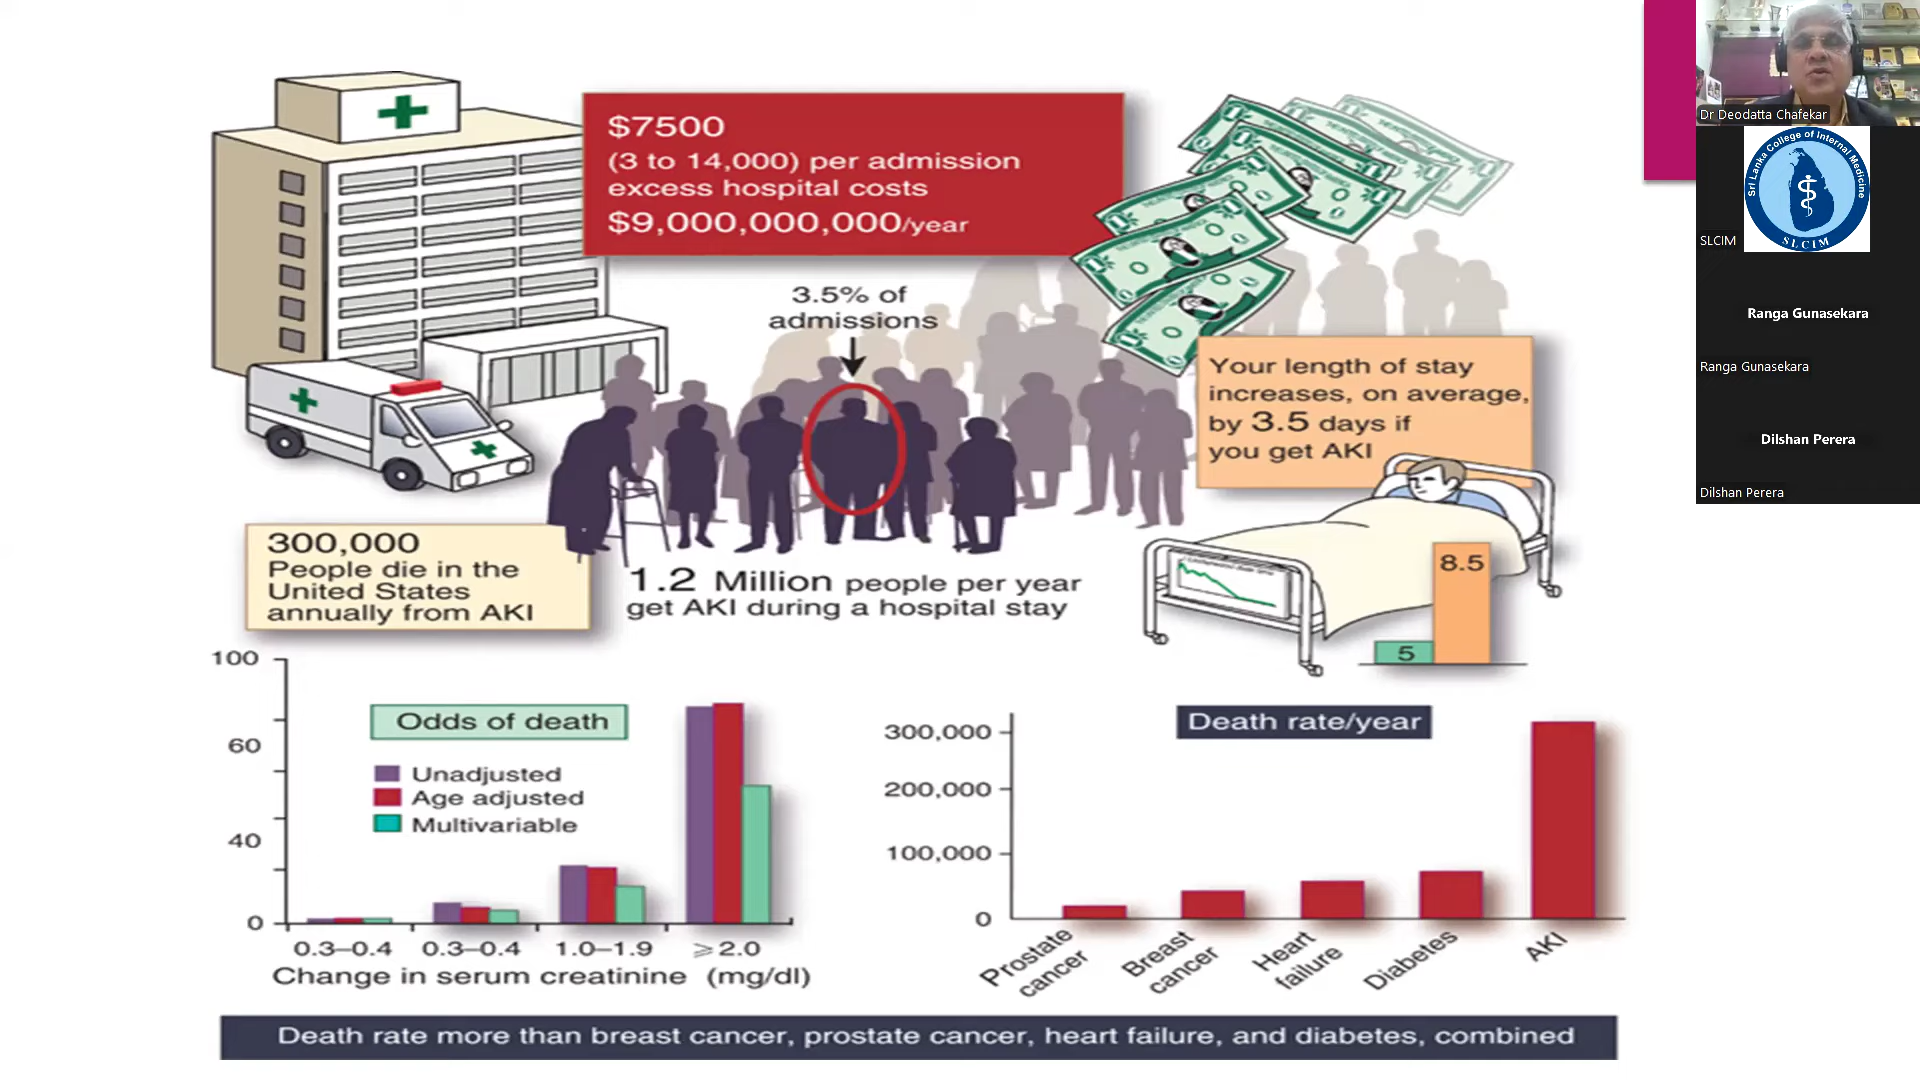 $7500
(3 to 14,000) per admission
excess hospital costs
$9,000,000,000/year
3.5% of
admissions
Your length of stay
increases, on average,
by 3.5 days if
you get AKI
300,000
People die in the
United States
annually from AKI
1.2 Million people per year
get AKI during a hospital stay
8.5
5
100
60
40
0
Odds of death
Unadjusted
Age adjusted
Multivariable
0.3–0.4
0.3–0.4
1.0–1.9
⩾2.0
Change in serum creatinine (mg/dl)
Death rate/year
300,000
200,000
100,000
0
Prostate
cancer
Breast
cancer
Heart
failure
Diabetes
AKI
Death rate more than breast cancer, prostate cancer, heart failure, and diabetes, combined
Dr Deodatta Chafekar
Sri Lanka College of Internal Medicine
SLCIM
SLCIM
Ranga Gunasekara
Ranga Gunasekara
Dilshan Perera
Dilshan Perera